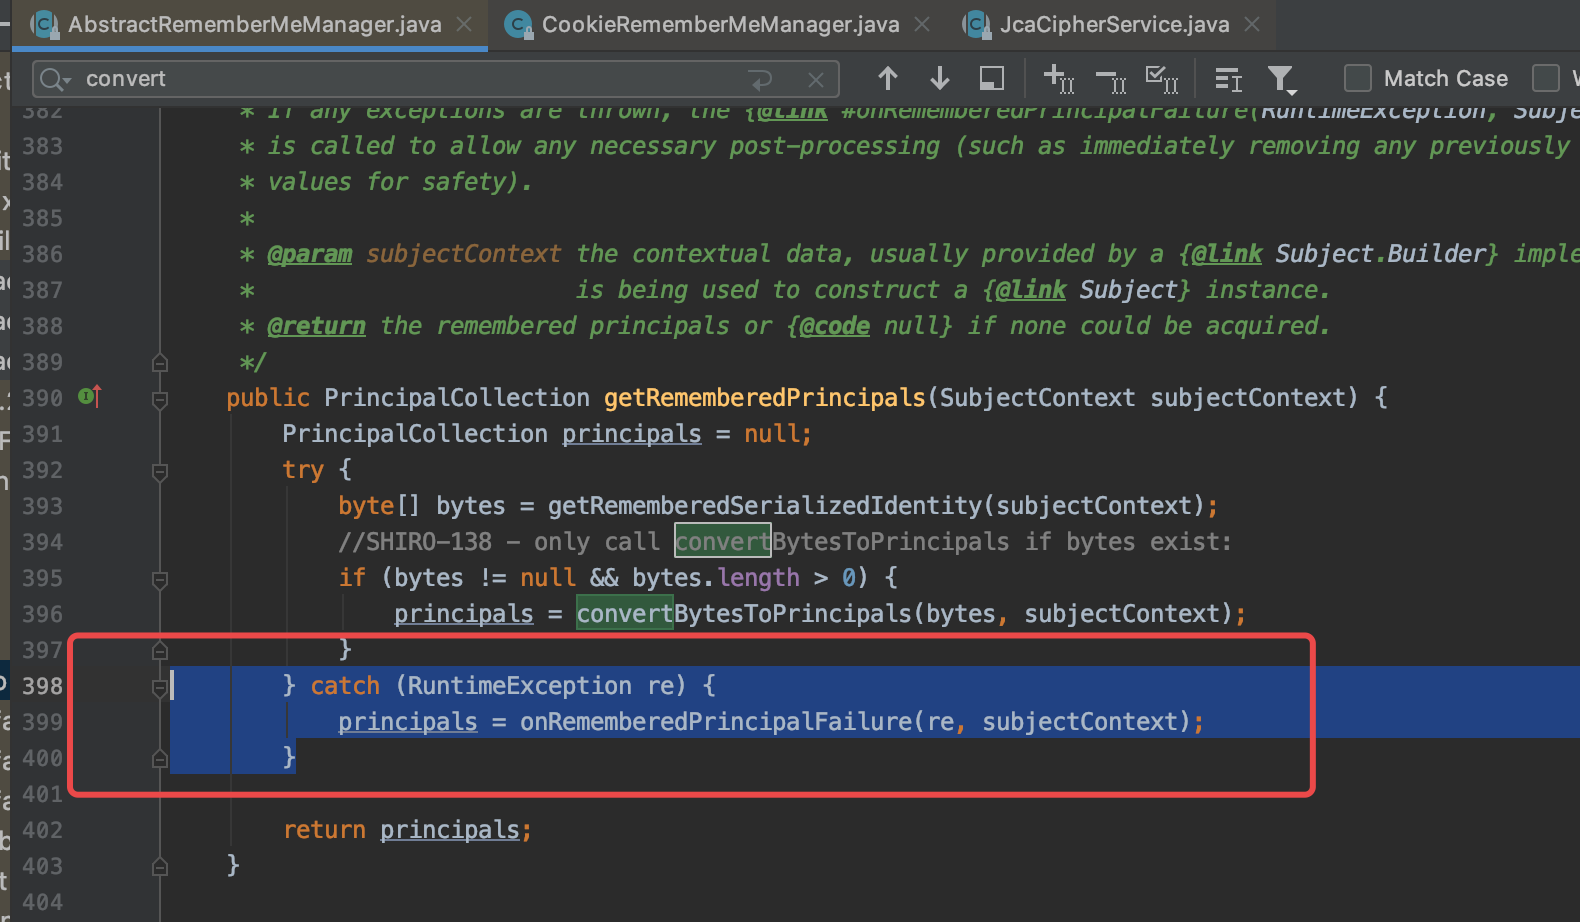 AbstractRememberMeManager.java CookieRememberMeManager.java JcaCipherService.java
convert Match Case
382 * If any exceptions are thrown, the {@link #onRememberedPrincipalFailure(RuntimeException,
383 * is called to allow any necessary post-processing (such as immediately removing any previously
384 * values for safety).
385 *
386 * @param subjectContext the contextual data, usually provided by a {@link Subject.Builder}
387 * is being used to construct a {@link Subject} instance.
388 * @return the remembered principals or {@code null} if none could be acquired.
389 */
390 public PrincipalCollection getRememberedPrincipals(SubjectContext subjectContext) {
391 PrincipalCollection principals = null;
392 try {
393 byte[] bytes = getRememberedSerializedIdentity(subjectContext);
394 //SHIRO-138 - only call convertBytesToPrincipals if bytes exist:
395 if (bytes != null && bytes.length > 0) {
396 principals = convertBytesToPrincipals(bytes, subjectContext);
397 }
398 } catch (RuntimeException re) {
399 principals = onRememberedPrincipalFailure(re, subjectContext);
400 }
401
402 return principals;
403 }
404